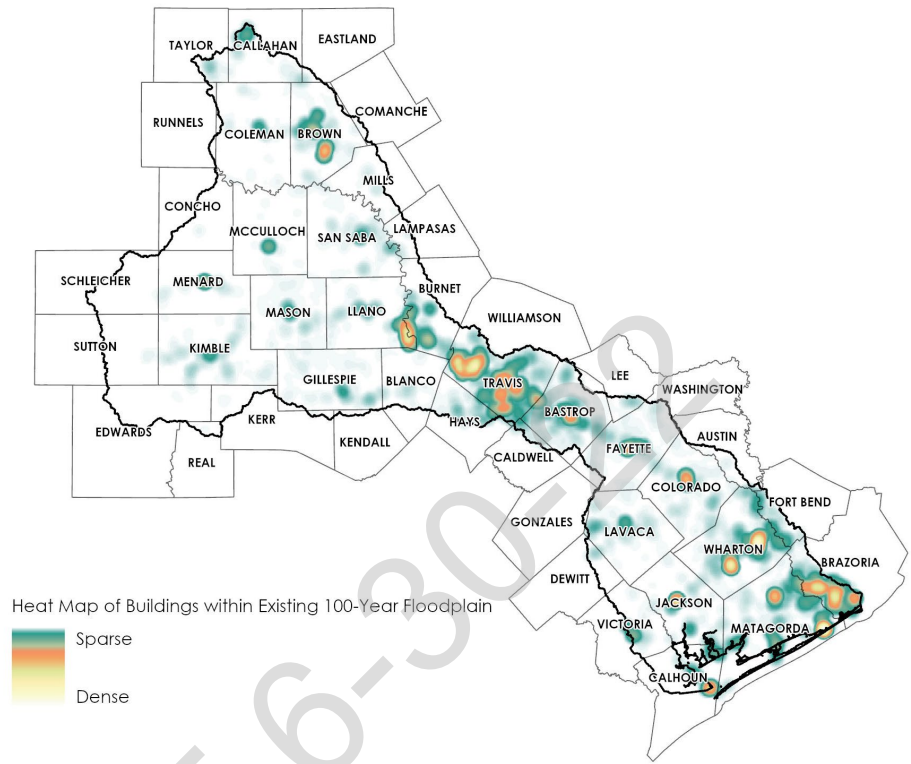 TAYLOR
CALLAHAN
EASTLAND
RUNNELS
COLEMAN
BROWN
COMANCHE
MILLS
CONCHO
MCCULLOCH
SAN SABA
LAMPASAS
SCHLEICHER
MENARD
BURNET
MASON
LLANO
WILLIAMSON
SUTTON
KIMBLE
GILLESPIE
BLANCO
TRAVIS
LEE
WASHINGTON
BASTROP
HAYS
EDWARDS
KERR
KENDALL
REAL
CALDWELL
FAYETTE
AUSTIN
COLORADO
FORT BEND
GONZALES
LAVACA
WHARTON
BRAZORIA
DEWITT
JACKSON
VICTORIA
MATAGORDA
CALHOUN
Heat Map of Buildings within Existing 100-Year Floodplain
Sparse
Dense
6-30-22